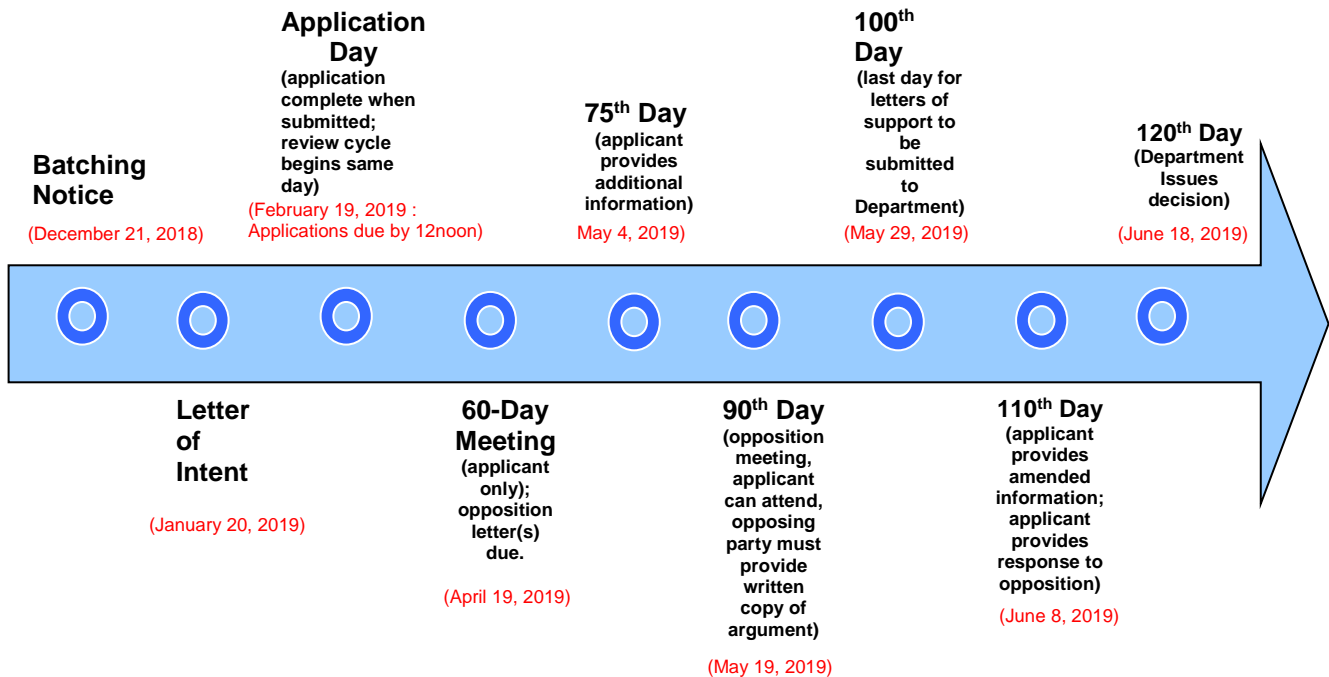 Batching
Notice
(December 21, 2018)
Letter
of
Intent
(January 20, 2019)
Application
Day
(application
complete when
submitted;
review cycle
begins same
day)
(February 19, 2019 :
Applications due by 12noon)
60-Day
Meeting
(applicant
only);
opposition
letter(s)
due.
(April 19, 2019)
75th Day
(applicant
provides
additional
information)
May 4, 2019)
90th Day
(opposition
meeting,
applicant
can attend,
opposing
party must
provide
written
copy of
argument)
(May 19, 2019)
100th
Day
(last day for
letters of
support to
be
submitted
to
Department)
(May 29, 2019)
110th Day
(applicant
provides
amended
information;
applicant
provides
response to
opposition)
(June 8, 2019)
120th Day
(Department
Issues
decision)
(June 18, 2019)